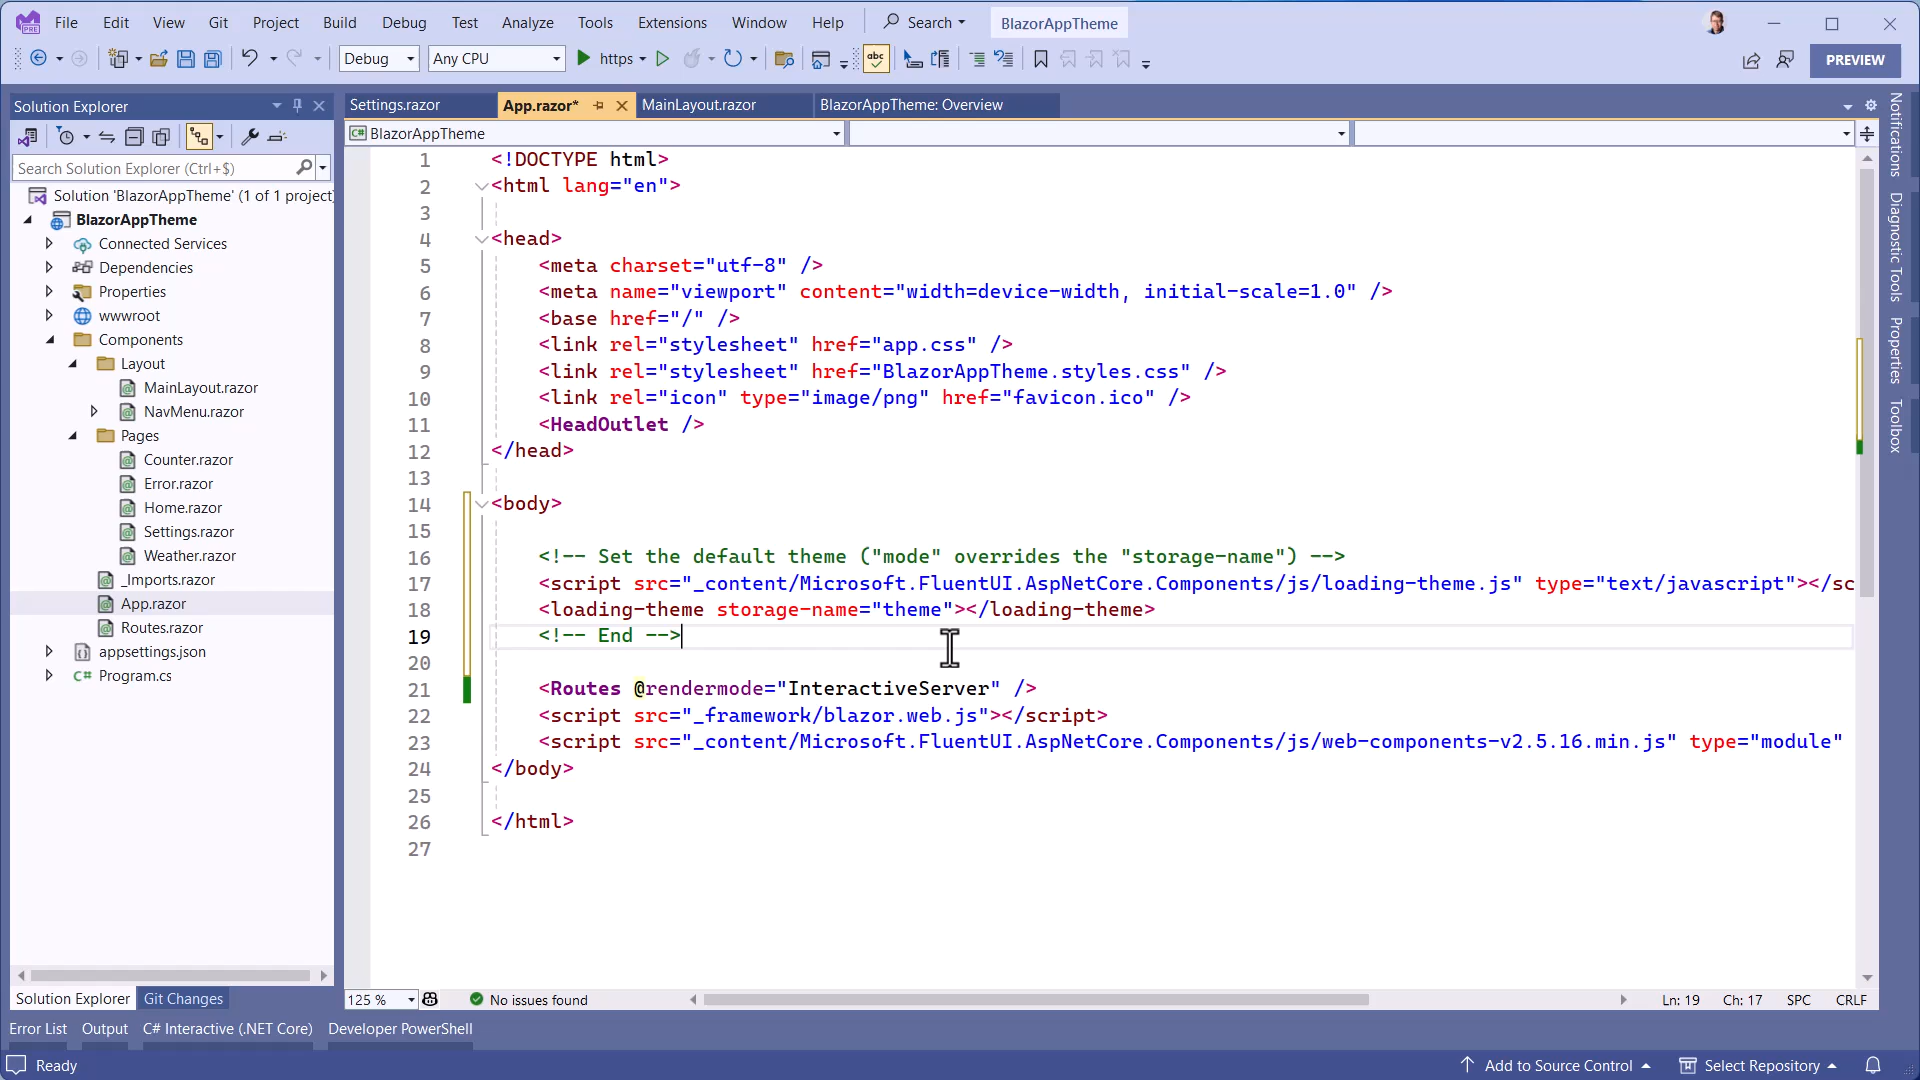 File Edit View Git Project Build Debug Test Analyze Tools Extensions Window Help Search BlazorAppTheme
Debug Any CPU https PREVIEW
Solution Explorer
Search Solution Explorer (Ctrl+$)
Solution 'BlazorAppTheme' (1 of 1 project
BlazorAppTheme
Connected Services
Dependencies
Properties
wwwroot
Components
Layout
MainLayout.razor
NavMenu.razor
Pages
Counter.razor
Error.razor
Home.razor
Settings.razor
Weather.razor
_Imports.razor
App.razor
Routes.razor
appsettings.json
C# Program.cs
Solution Explorer Git Changes
Settings.razor App.razor* MainLayout.razor BlazorAppTheme: Overview
C# BlazorAppTheme
1 <!DOCTYPE html>
2 <html lang="en">
3
4 <head>
5 <meta charset="utf-8" />
6 <meta name="viewport" content="width=device-width, initial-scale=1.0" />
7 <base href="/" />
8 <link rel="stylesheet" href="app.css" />
9 <link rel="stylesheet" href="BlazorAppTheme.styles.css" />
10 <link rel="icon" type="image/png" href="favicon.ico" />
11 <HeadOutlet />
12 </head>
13
14 <body>
15
16 <!-- Set the default theme ("mode" overrides the "storage-name") -->
17 <script src="_content/Microsoft.FluentUI.AspNetCore.Components/js/loading-theme.js" type="text/javascript"></sc
18 <loading-theme storage-name="theme"></loading-theme>
19 <!-- End -->
20
21 <Routes @rendermode="InteractiveServer" />
22 <script src="_framework/blazor.web.js"></script>
23 <script src="_content/Microsoft.FluentUI.AspNetCore.Components/js/web-components-v2.5.16.min.js" type="module"
24 </body>
25
26 </html>
27
125 % No issues found Ln: 19 Ch: 17 SPC CRLF
Notifications
Diagnostic Tools
Properties
Toolbox
Error List Output C# Interactive (.NET Core) Developer PowerShell
Ready Add to Source Control Select Repository